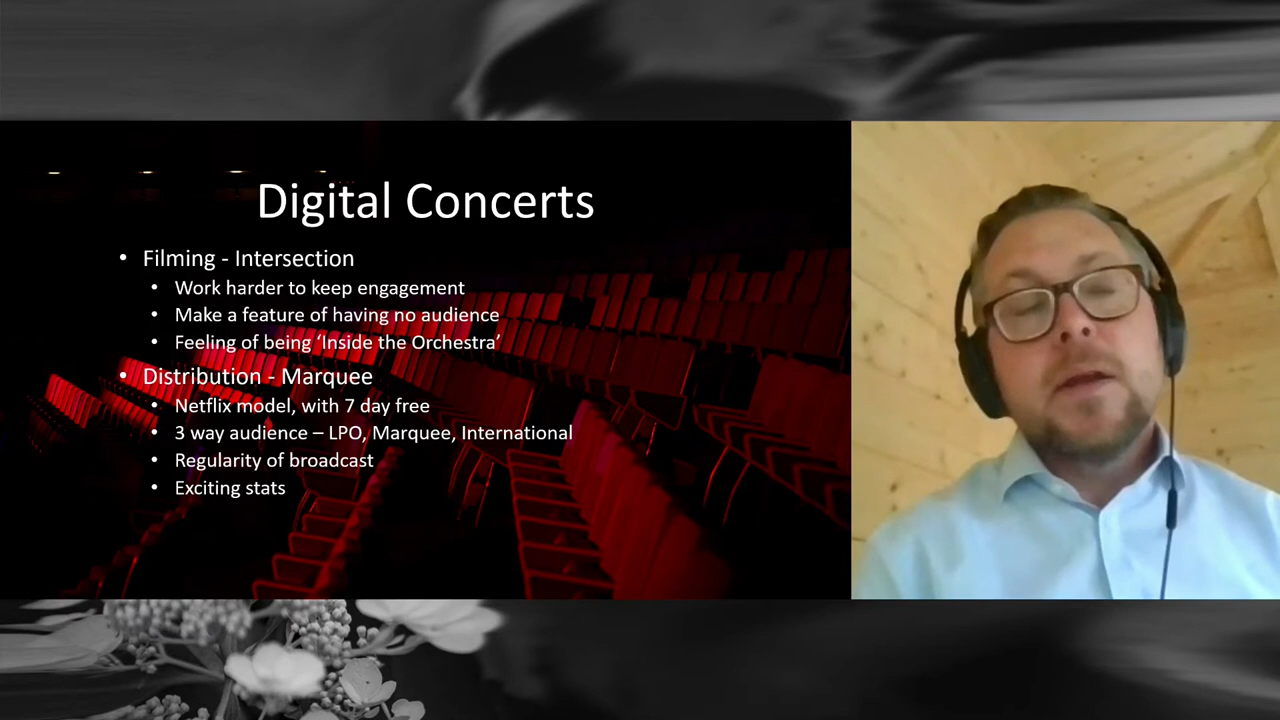 Digital Concerts
• Filming - Intersection
• Work harder to keep engagement
• Make a feature of having no audience
• Feeling of being ‘Inside the Orchestra’
• Distribution - Marquee
• Netflix model, with 7 day free
• 3 way audience – LPO, Marquee, International
• Regularity of broadcast
• Exciting stats